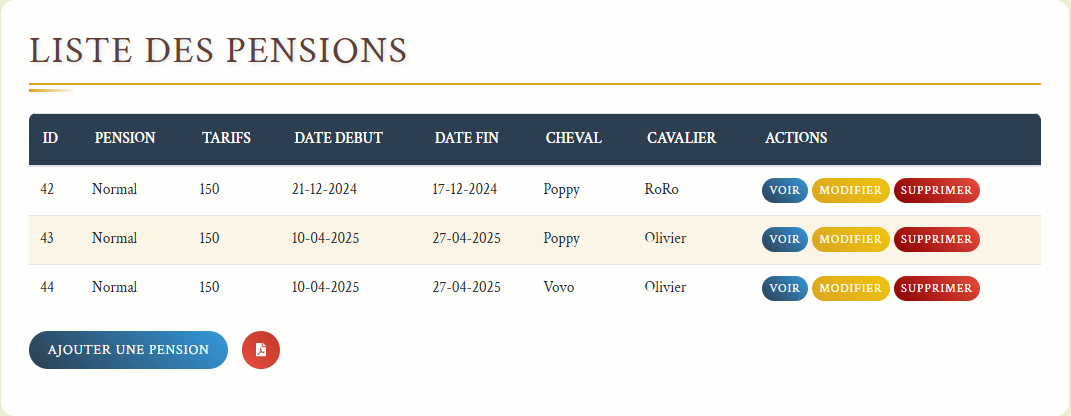 LISTE DES PENSIONS
ID PENSION TARIFS DATE DEBUT DATE FIN CHEVAL CAVALIER ACTIONS
42 Normal 150 21-12-2024 17-12-2024 Poppy RoRo VOIR MODIFIER SUPPRIMER
43 Normal 150 10-04-2025 27-04-2025 Poppy Olivier VOIR MODIFIER SUPPRIMER
44 Normal 150 10-04-2025 27-04-2025 Vovo Olivier VOIR MODIFIER SUPPRIMER
AJOUTER UNE PENSION